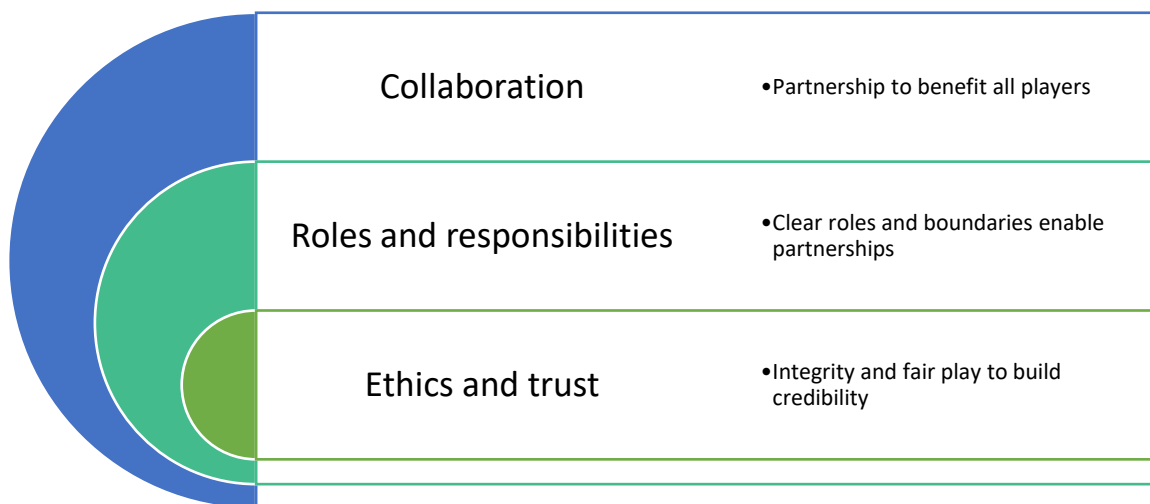 Collaboration
•Partnership to benefit all players
Roles and responsibilities
•Clear roles and boundaries enable
partnerships
Ethics and trust
•Integrity and fair play to build
credibility